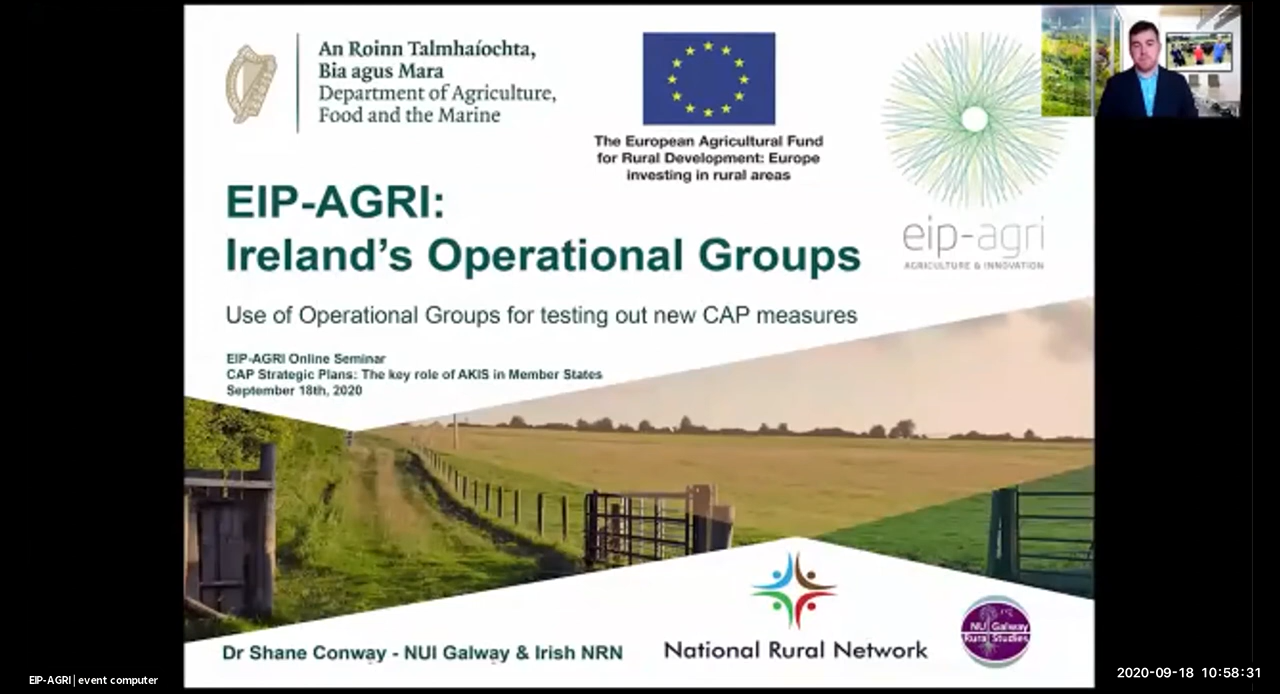 An Roinn Talmhaíochta,
Bia agus Mara
Department of Agriculture,
Food and the Marine
The European Agricultural Fund
for Rural Development: Europe
investing in rural areas
eip-agri
AGRICULTURE & INNOVATION
EIP-AGRI:
Ireland's Operational Groups
Use of Operational Groups for testing out new CAP measures
EIP-AGRI Online Seminar
CAP Strategic Plans: The key role of AKIS in Member States
September 18th, 2020
Dr Shane Conway - NUI Galway & Irish NRN
National Rural Network
NUI Galway
Rural Studies
EIP-AGRI | event computer
2020-09-18 10:58:31